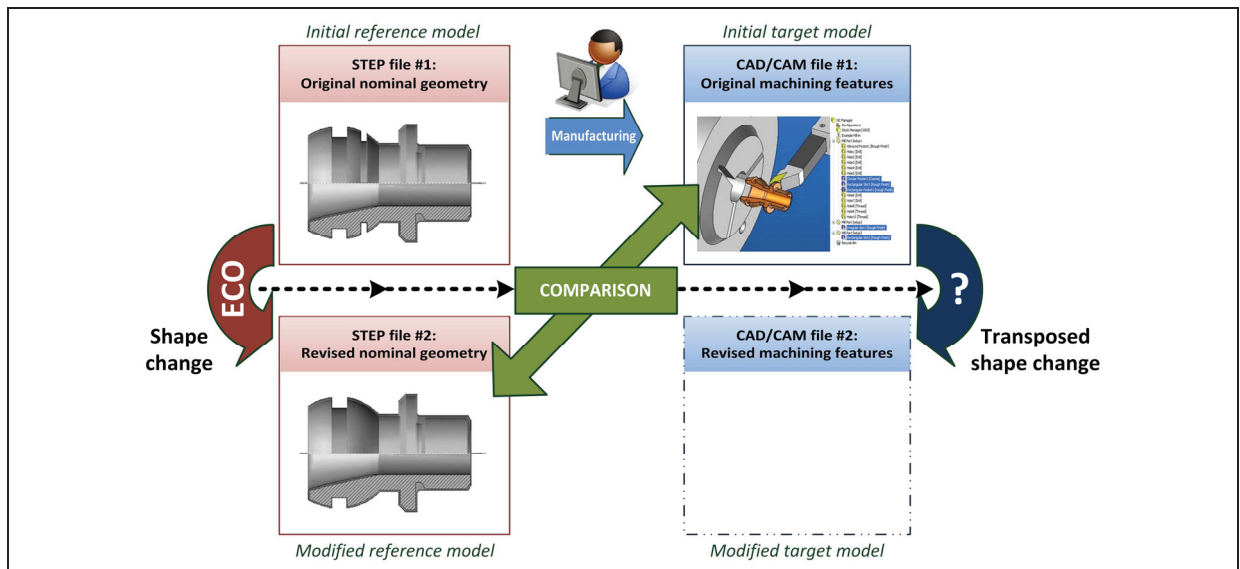 Initial reference model
Initial target model
STEP file #1:
Original nominal geometry
CAD/CAM file #1:
Original machining features
Manufacturing
ECO
COMPARISON
?
Shape
change
STEP file #2:
Revised nominal geometry
CAD/CAM file #2:
Revised machining features
Transposed
shape change
Modified reference model
Modified target model